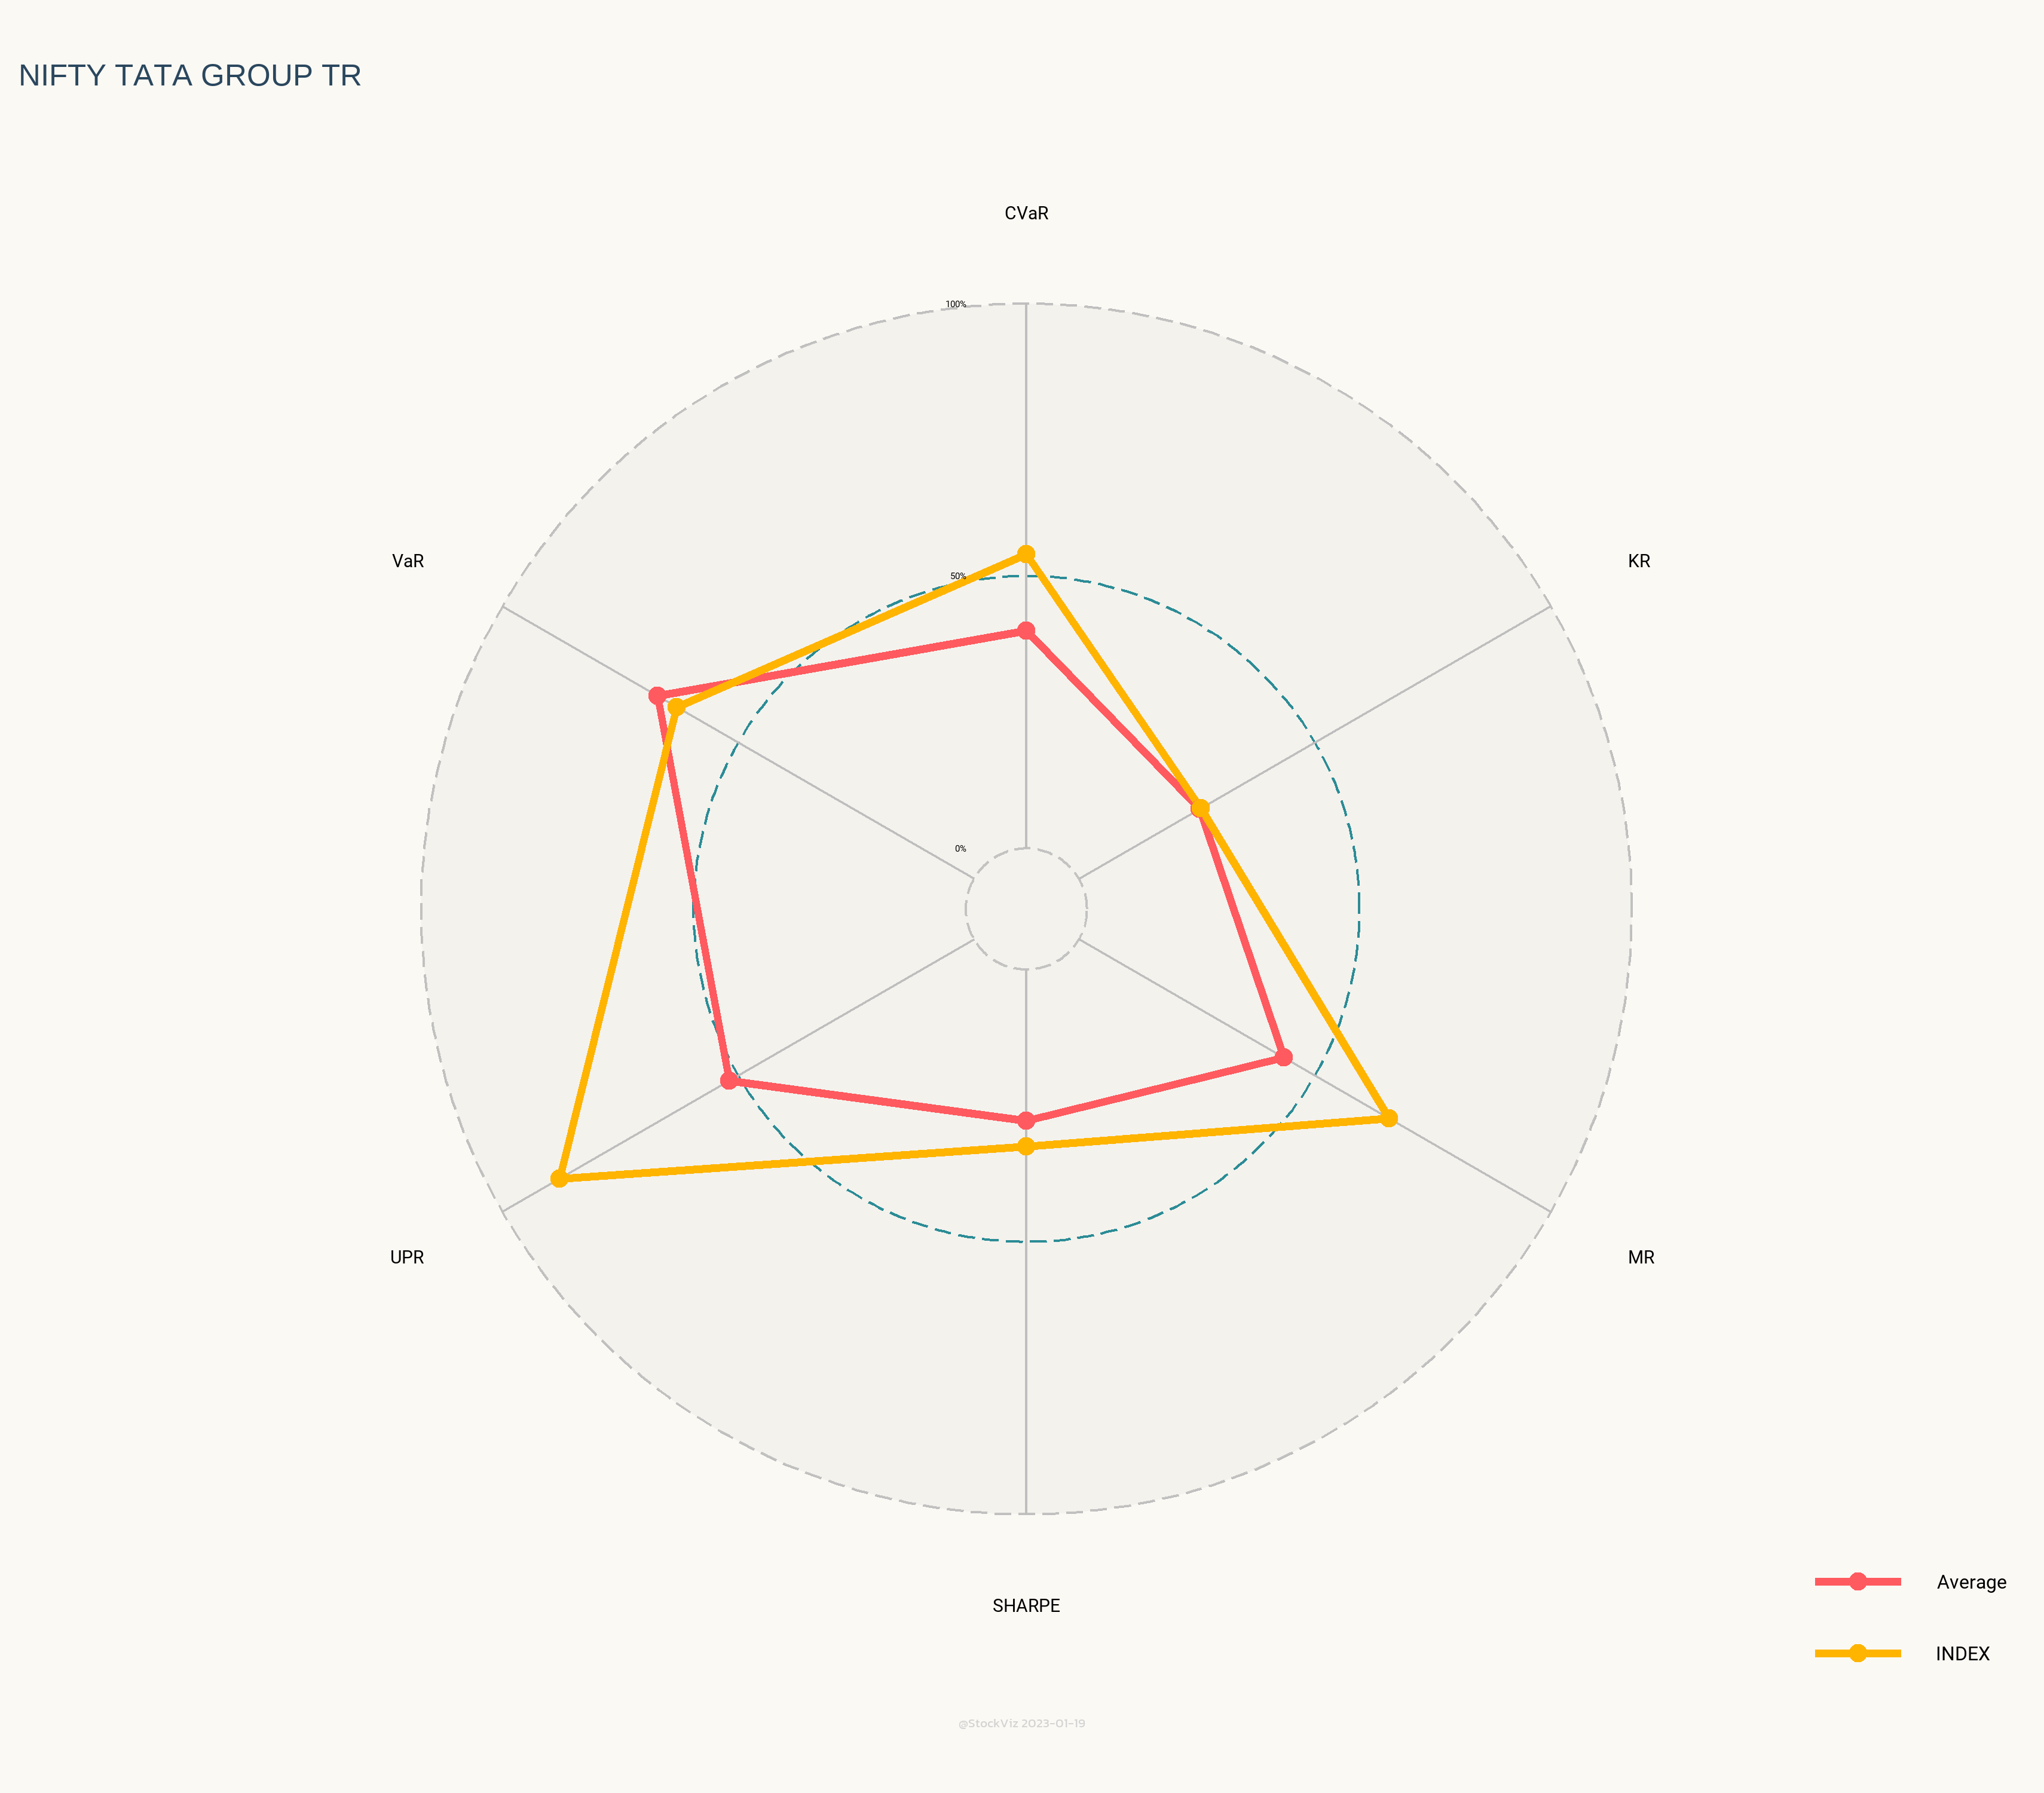 NIFTY TATA GROUP TR
CVaR
100%
VaR
KR
50%
0%
UPR
MR
SHARPE
Average
INDEX
@StockViz 2023-01-19